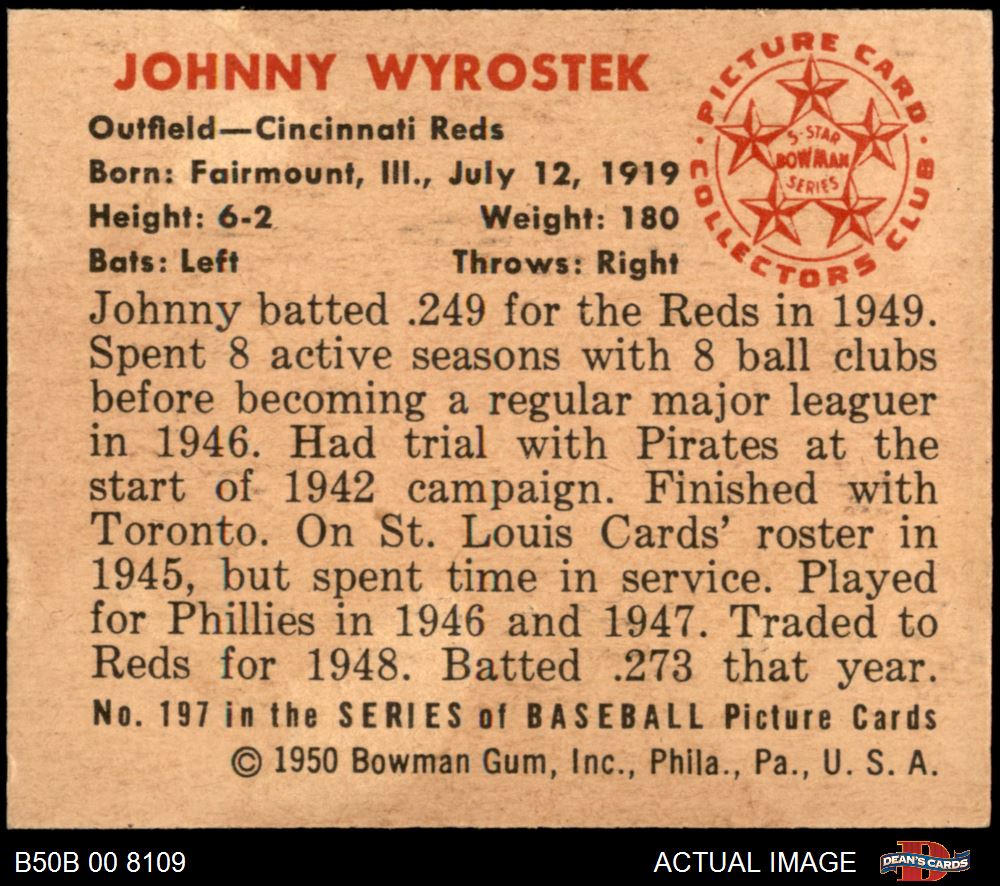 JOHNNY WYROSTEK
Outfield—Cincinnati Reds
Born: Fairmount, Ill., July 12, 1919
Height: 6-2 Weight: 180
Bats: Left Throws: Right
PICTURE CARD
COLLECTORS CLUB
5-STAR
BOWMAN
SERIES
Johnny batted .249 for the Reds in 1949.
Spent 8 active seasons with 8 ball clubs
before becoming a regular major leaguer
in 1946. Had trial with Pirates at the
start of 1942 campaign. Finished with
Toronto. On St. Louis Cards' roster in
1945, but spent time in service. Played
for Phillies in 1946 and 1947. Traded to
Reds for 1948. Batted .273 that year.
No. 197 in the SERIES of BASEBALL Picture Cards
© 1950 Bowman Gum, Inc., Phila., Pa., U. S. A.
B50B 00 8109
ACTUAL IMAGE
DEAN'S CARDS